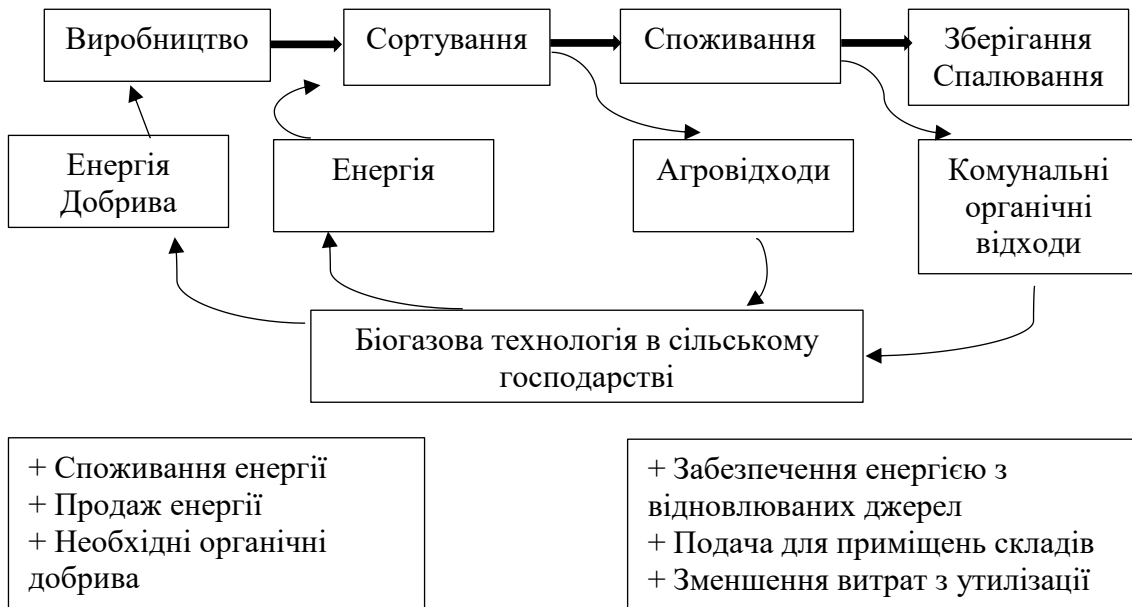 Виробництво
Сортування
Споживання
Зберігання
Спалювання
Енергія
Добрива
Енергія
Агровідходи
Комунальні
органічні
відходи
Біогазова технологія в сільському
господарстві
+ Споживання енергії
+ Продаж енергії
+ Необхідні органічні
добрива
+ Забезпечення енергією з
відновлюваних джерел
+ Подача для приміщень складів
+ Зменшення витрат з утилізації